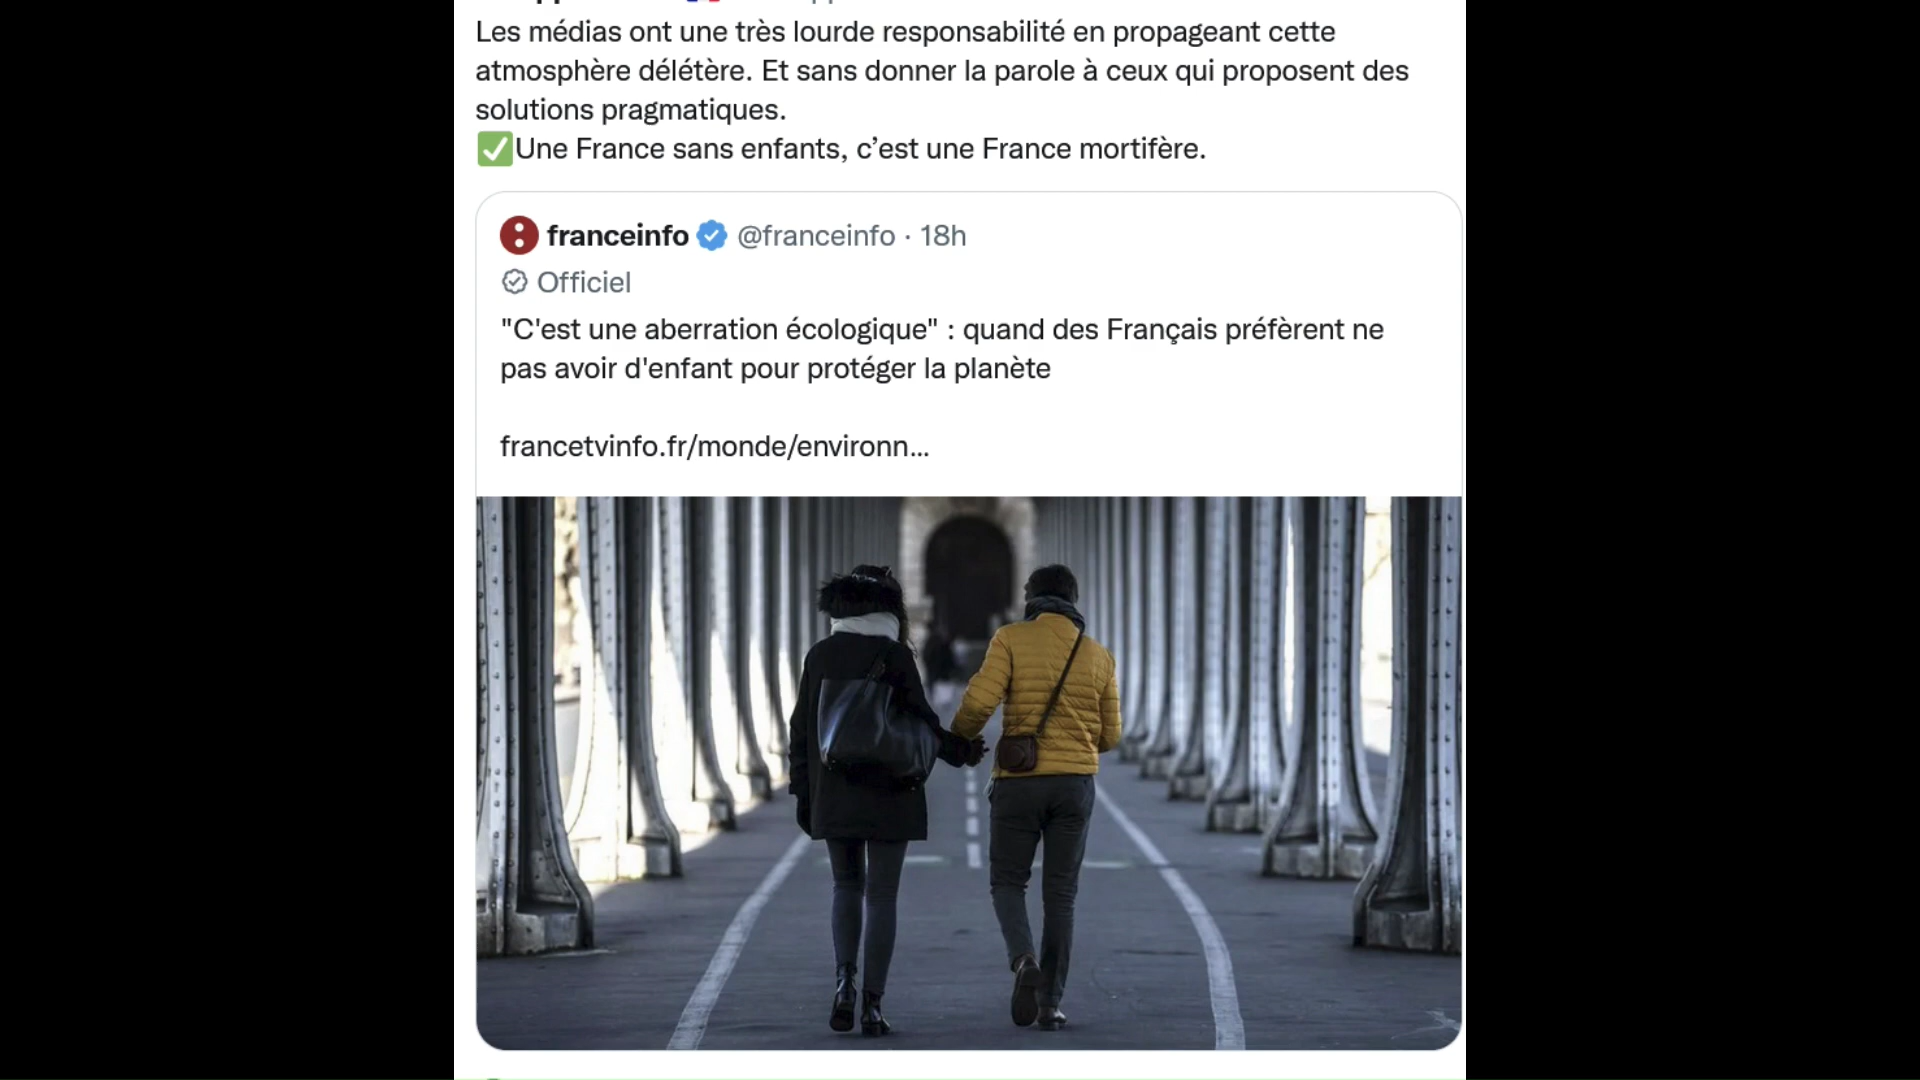 Les médias ont une très lourde responsabilité en propageant cette
atmosphère délétère. Et sans donner la parole à ceux qui proposent des
solutions pragmatiques.
✅Une France sans enfants, c’est une France mortifère.
franceinfo @franceinfo · 18h
Officiel
"C'est une aberration écologique" : quand des Français préfèrent ne
pas avoir d'enfant pour protéger la planète
francetvinfo.fr/monde/environn...